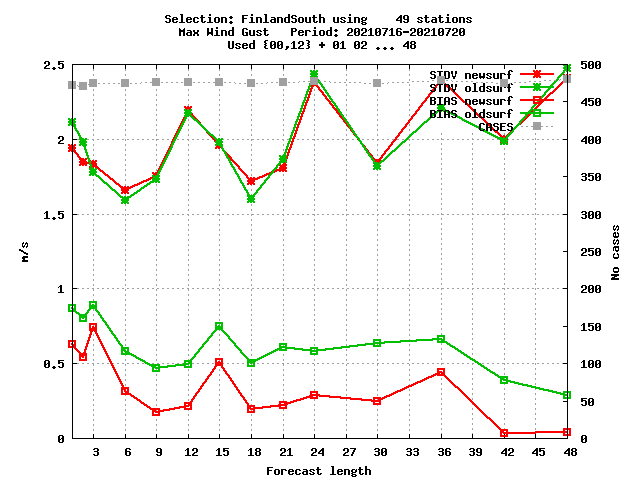 Selection: FinlandSouth using    49 stations
Max Wind Gust   Period: 20210716-20210720
Used {00,12} + 01 02 ... 48
STDV newsurf
STDV oldsurf
BIAS newsurf
BIAS oldsurf
CASES
2.5
2
1.5
1
0.5
0
m/s
500
450
400
350
300
250
200
150
100
50
0
No cases
3 6 9 12 15 18 21 24 27 30 33 36 39 42 45 48
Forecast length